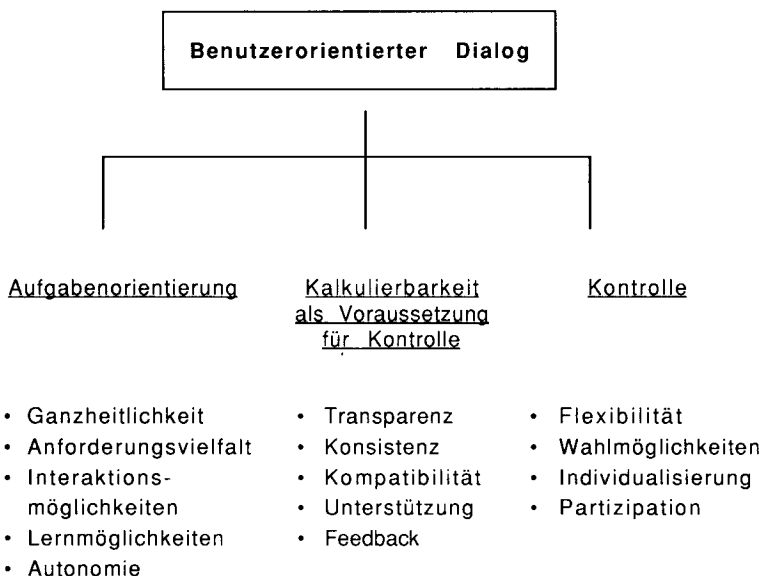 Benutzerorientierter Dialog
Aufgabenorientierung
Kalkulierbarkeit
als Voraussetzung
für Kontrolle
Kontrolle
• Ganzheitlichkeit
• Anforderungsvielfalt
• Interaktions-
möglichkeiten
• Lernmöglichkeiten
• Autonomie
• Transparenz
• Konsistenz
• Kompatibilität
• Unterstützung
• Feedback
• Flexibilität
• Wahlmöglichkeiten
• Individualisierung
• Partizipation